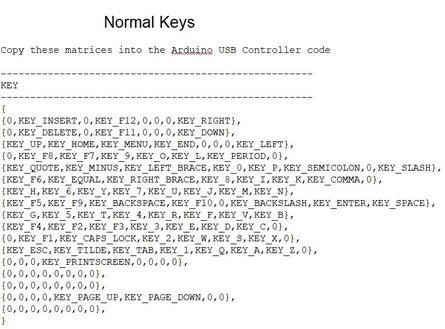 Normal Keys
Copy these matrices into the Arduino USB Controller code
-----------------------------------------------------
KEY
-----------------------------------------------------
{
{0,KEY_INSERT,0,KEY_F12,0,0,0,KEY_RIGHT},
{0,KEY_DELETE,0,KEY_F11,0,0,0,KEY_DOWN},
{KEY_UP,KEY_HOME,KEY_MENU,KEY_END,0,0,0,KEY_LEFT},
{0,KEY_F8,KEY_F7,KEY_9,KEY_O,KEY_L,KEY_PERIOD,0},
{KEY_QUOTE,KEY_MINUS,KEY_LEFT_BRACE,KEY_0,KEY_P,KEY_SEMICOLON,0,KEY_SLASH},
{KEY_F6,KEY_EQUAL,KEY_RIGHT_BRACE,KEY_8,KEY_I,KEY_K,KEY_COMMA,0},
{KEY_H,KEY_6,KEY_Y,KEY_7,KEY_U,KEY_J,KEY_M,KEY_N},
{KEY_F5,KEY_F9,KEY_BACKSPACE,KEY_F10,0,KEY_BACKSLASH,KEY_ENTER,KEY_SPACE},
{KEY_G,KEY_5,KEY_T,KEY_4,KEY_R,KEY_F,KEY_V,KEY_B},
{KEY_F4,KEY_F2,KEY_F3,KEY_3,KEY_E,KEY_D,KEY_C,0},
{0,KEY_F1,KEY_CAPS_LOCK,KEY_2,KEY_W,KEY_S,KEY_X,0},
{KEY_ESC,KEY_TILDE,KEY_TAB,KEY_1,KEY_Q,KEY_A,KEY_Z,0},
{0,0,0,KEY_PRINTSCREEN,0,0,0,0},
{0,0,0,0,0,0,0,0},
{0,0,0,0,0,0,0,0},
{0,0,0,0,KEY_PAGE_UP,KEY_PAGE_DOWN,0,0},
{0,0,0,0,0,0,0,0},
}